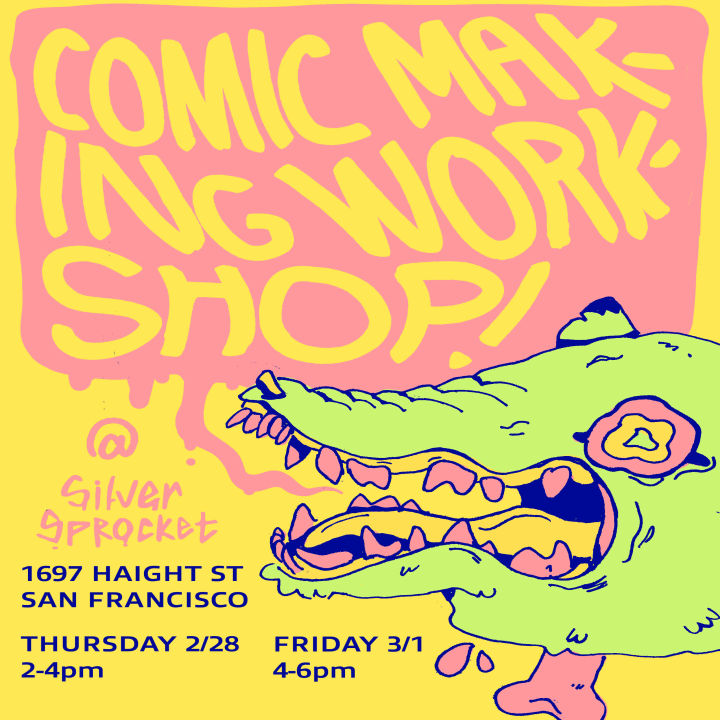 COMIC MAK-
ING WORK-
SHOP!
@
Silver
Sprocket
1697 HAIGHT ST
SAN FRANCISCO
THURSDAY 2/28
2-4pm
FRIDAY 3/1
4-6pm